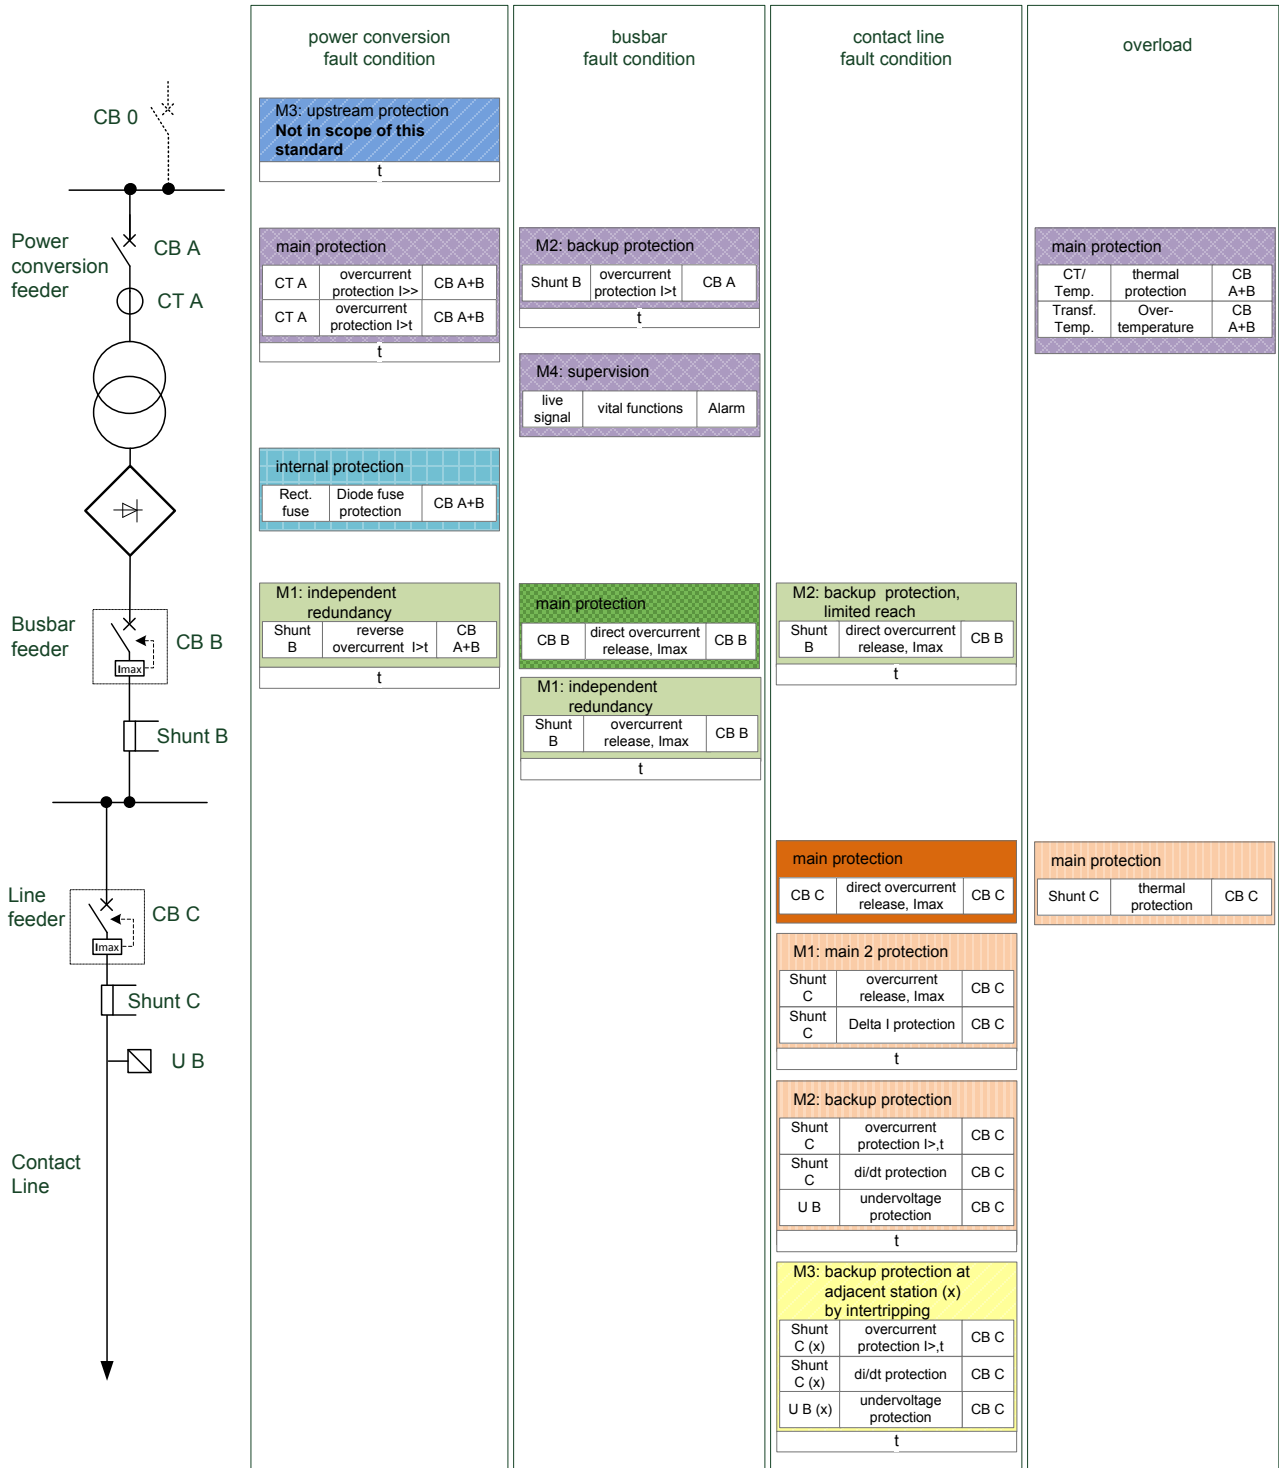 power conversion
fault condition
busbar
fault condition
contact line
fault condition
overload
CB 0
M3: upstream protection
Not in scope of this
standard
t
Power
conversion
feeder
CB A
CT A
main protection
CT A
overcurrent
protection I>>
CB A+B
CT A
overcurrent
protection I>t
CB A+B
t
M2: backup protection
Shunt B
overcurrent
protection I>t
CB A
t
M4: supervision
live
signal
vital functions
Alarm
main protection
CT/
Temp.
thermal
protection
CB
A+B
Transf.
Temp.
Over-
temperature
CB
A+B
internal protection
Rect.
fuse
Diode fuse
protection
CB A+B
Busbar
feeder
CB B
Imax
Shunt B
M1: independent
redundancy
Shunt
B
reverse
overcurrent I>t
CB
A+B
t
main protection
CB B
direct overcurrent
release, Imax
CB B
M1: independent
redundancy
Shunt
B
overcurrent
release, Imax
CB B
t
M2: backup protection,
limited reach
Shunt
B
direct overcurrent
release, Imax
CB B
t
Line
feeder
CB C
Imax
Shunt C
U B
Contact
Line
main protection
CB C
direct overcurrent
release, Imax
CB C
main protection
Shunt C
thermal
protection
CB C
M1: main 2 protection
Shunt
C
overcurrent
release, Imax
CB C
Shunt
C
Delta I protection
CB C
t
M2: backup protection
Shunt
C
overcurrent
protection I>,t
CB C
Shunt
C
di/dt protection
CB C
U B
undervoltage
protection
CB C
t
M3: backup protection at
adjacent station (x)
by intertripping
Shunt
C (x)
overcurrent
protection I>,t
CB C
Shunt
C (x)
di/dt protection
CB C
U B (x)
undervoltage
protection
CB C
t